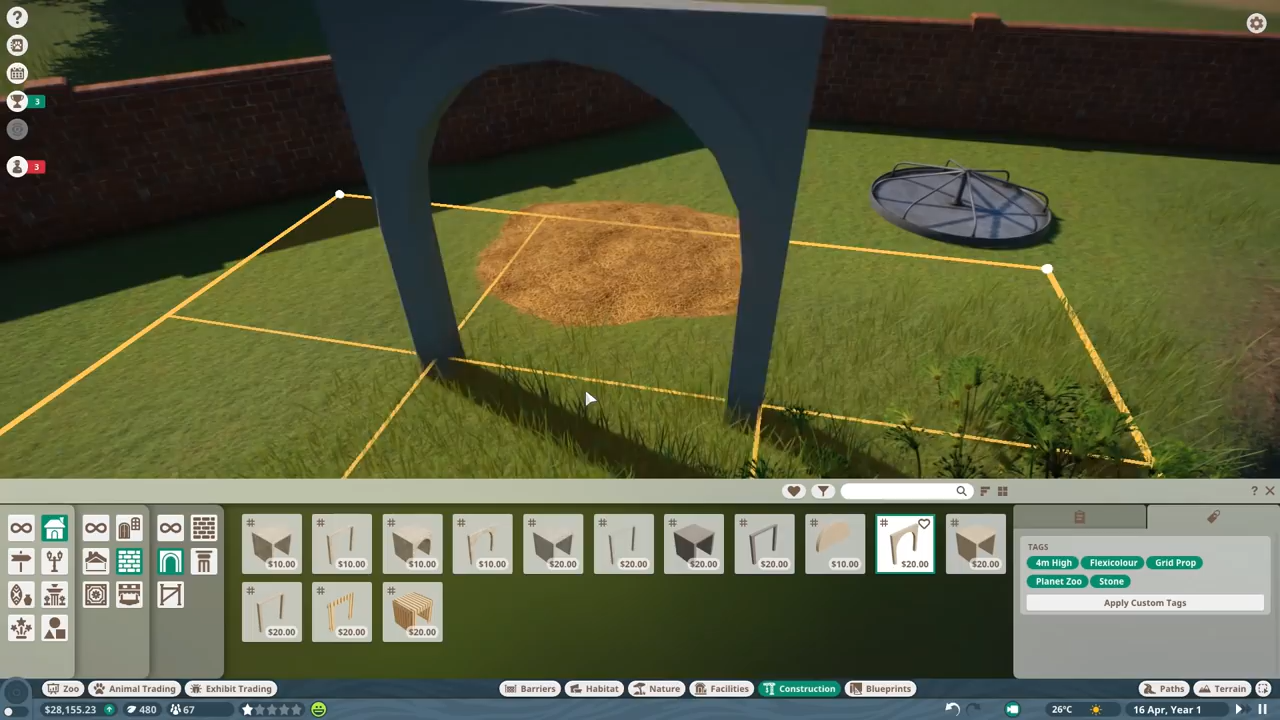 ?
3
3
?
$10.00 $10.00 $10.00 $10.00 $20.00 $20.00 $20.00 $20.00 $10.00 $20.00 $20.00
$20.00 $20.00 $20.00
TAGS
4m High Flexicolour Grid Prop
Planet Zoo Stone
Apply Custom Tags
Zoo Animal Trading Exhibit Trading Barriers Habitat Nature Facilities Construction Blueprints Paths Terrain
$28,155.23 480 67 26°C 16 Apr, Year 1